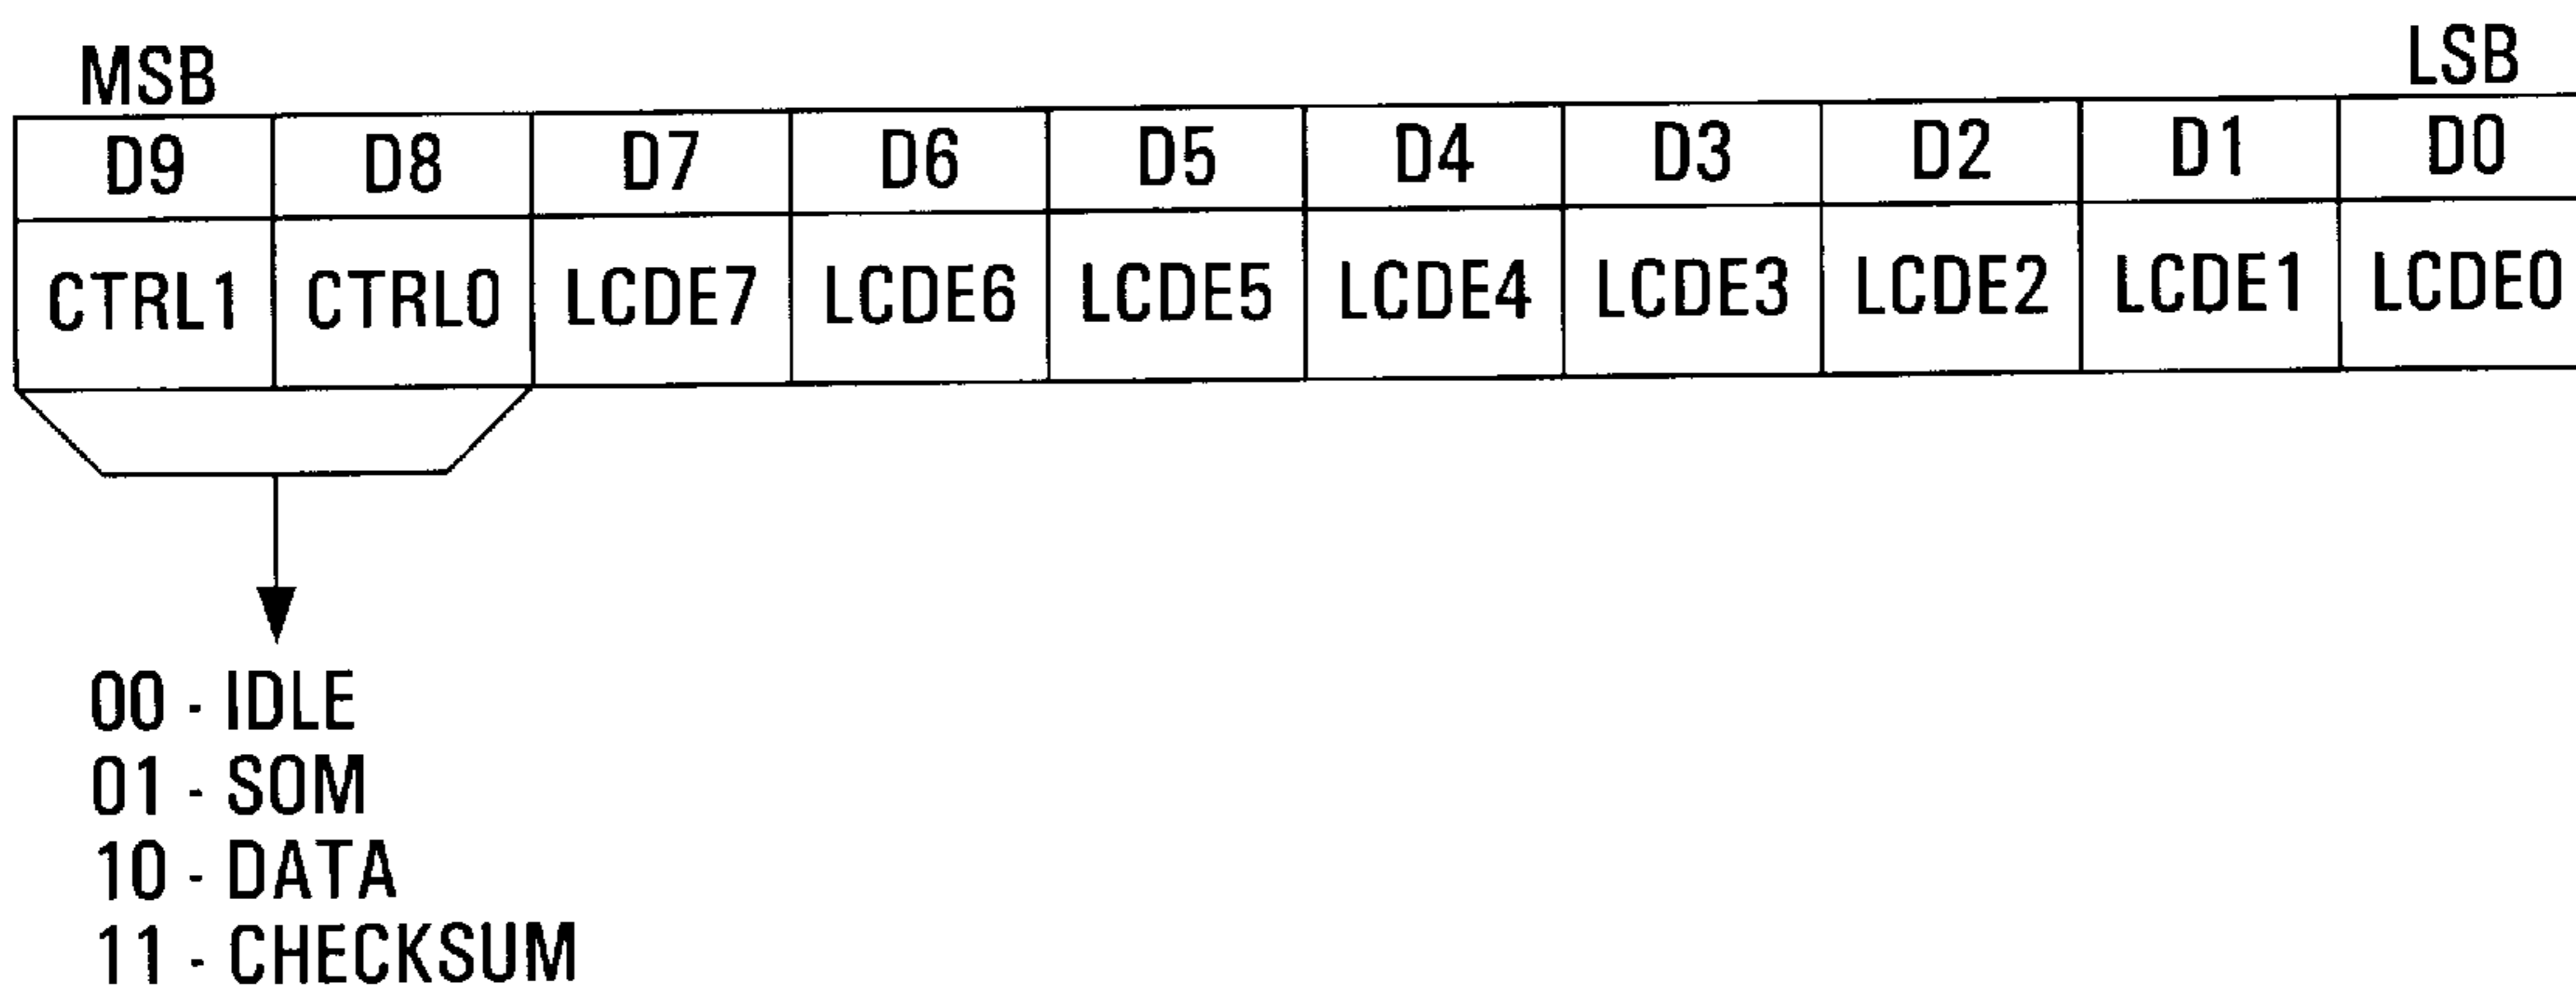 MSB LSB
D9 D8 D7 D6 D5 D4 D3 D2 D1 D0
CTRL1 CTRL0 LCDE7 LCDE6 LCDE5 LCDE4 LCDE3 LCDE2 LCDE1 LCDE0
00 - IDLE
01 - SOM
10 - DATA
11 - CHECKSUM